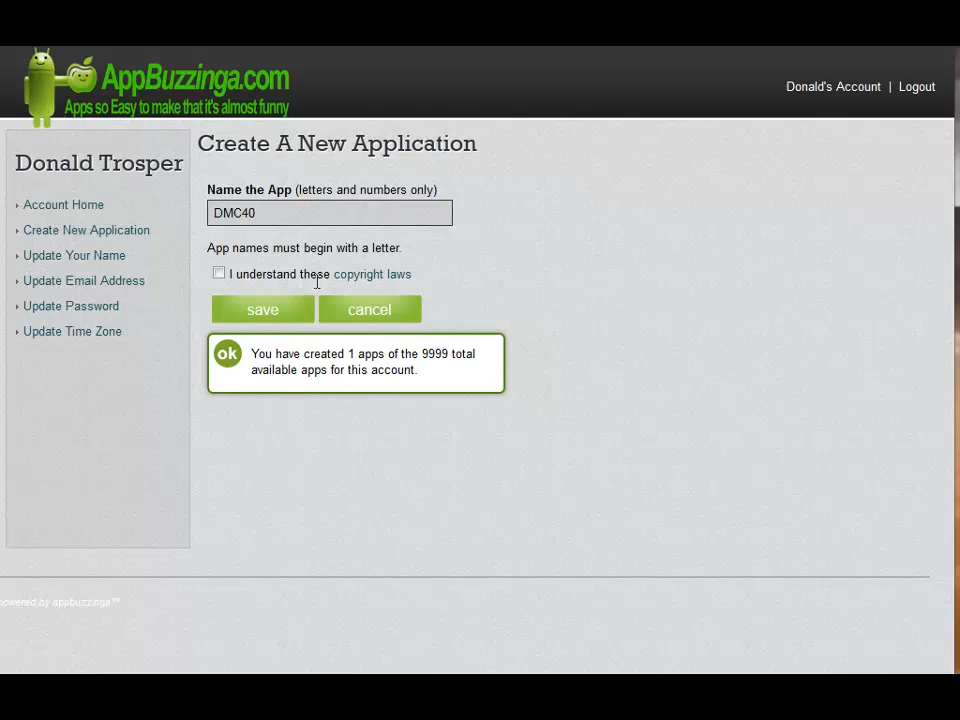 AppBuzzinga.com
Apps so Easy to make that it's almost funny
Donald's Account | Logout
Donald Trosper
Account Home
Create New Application
Update Your Name
Update Email Address
Update Password
Update Time Zone
Create A New Application
Name the App (letters and numbers only)
DMC40
App names must begin with a letter.
I understand these copyright laws
save cancel
ok
You have created 1 apps of the 9999 total
available apps for this account.
powered by appbuzzinga™